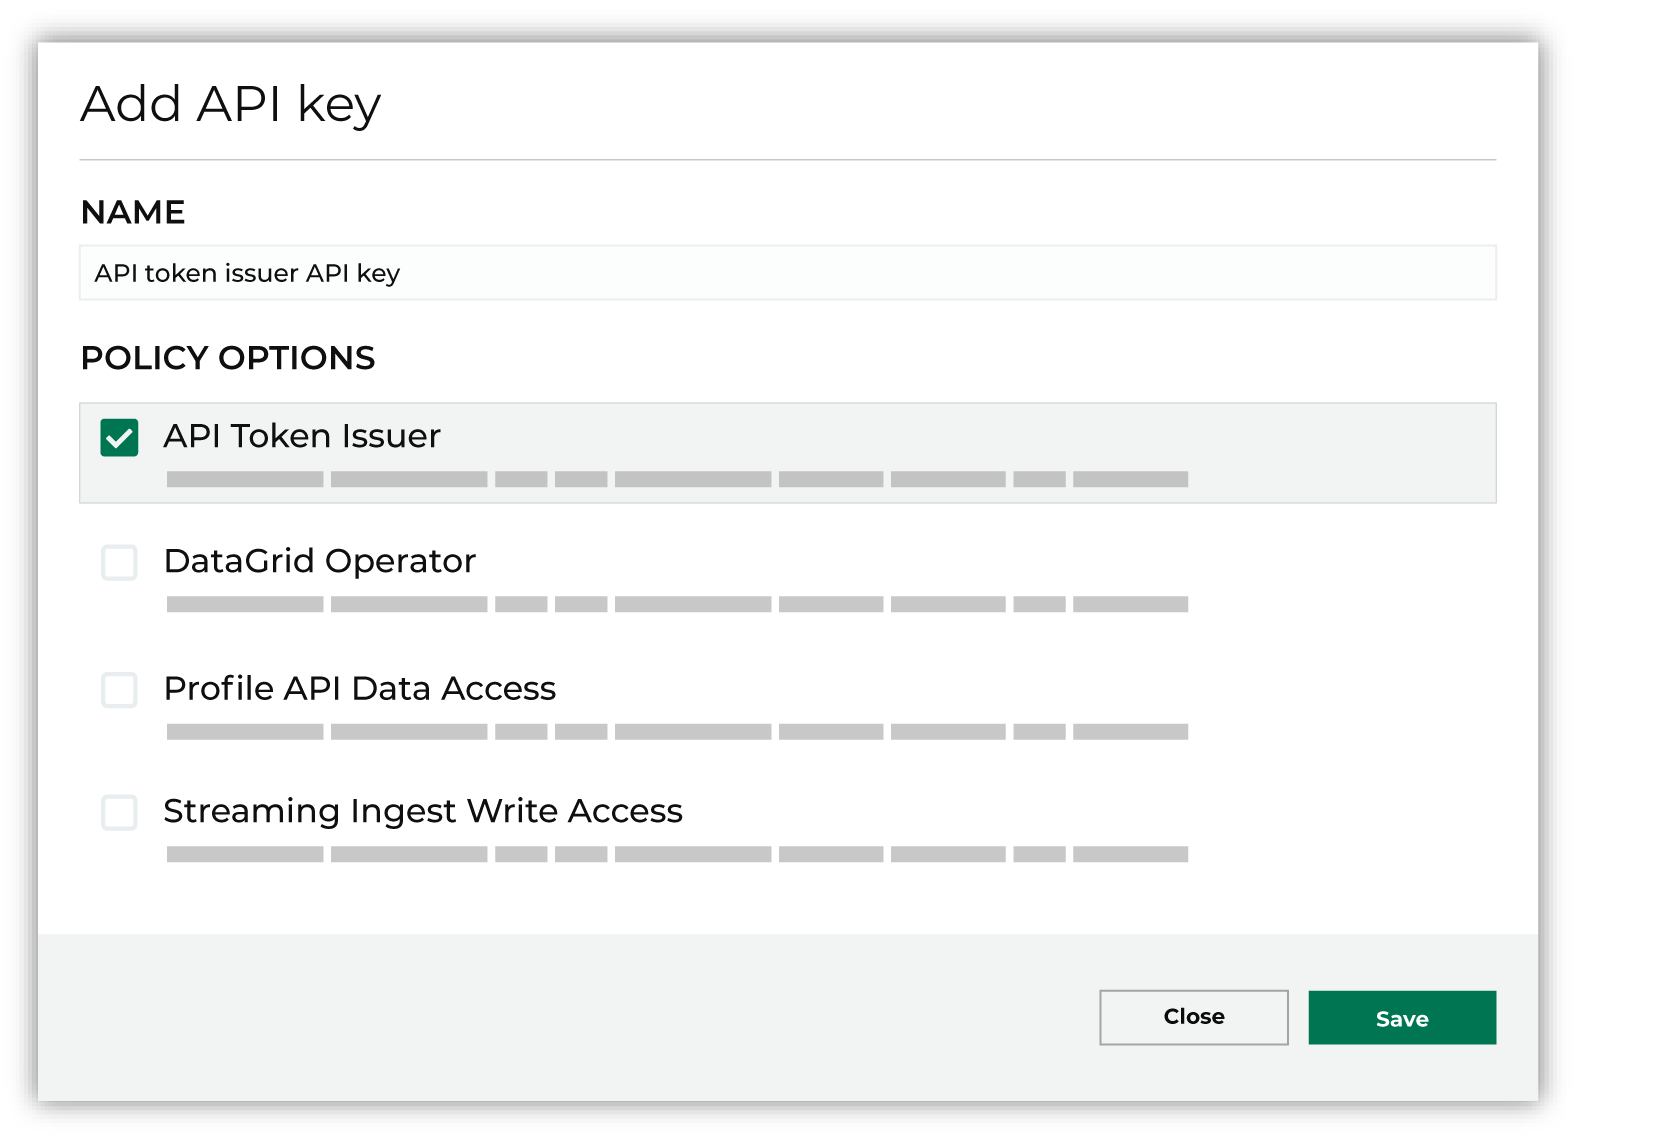 Add API key
NAME
API token issuer API key
POLICY OPTIONS
API Token Issuer
DataGrid Operator
Profile API Data Access
Streaming Ingest Write Access
Close
Save